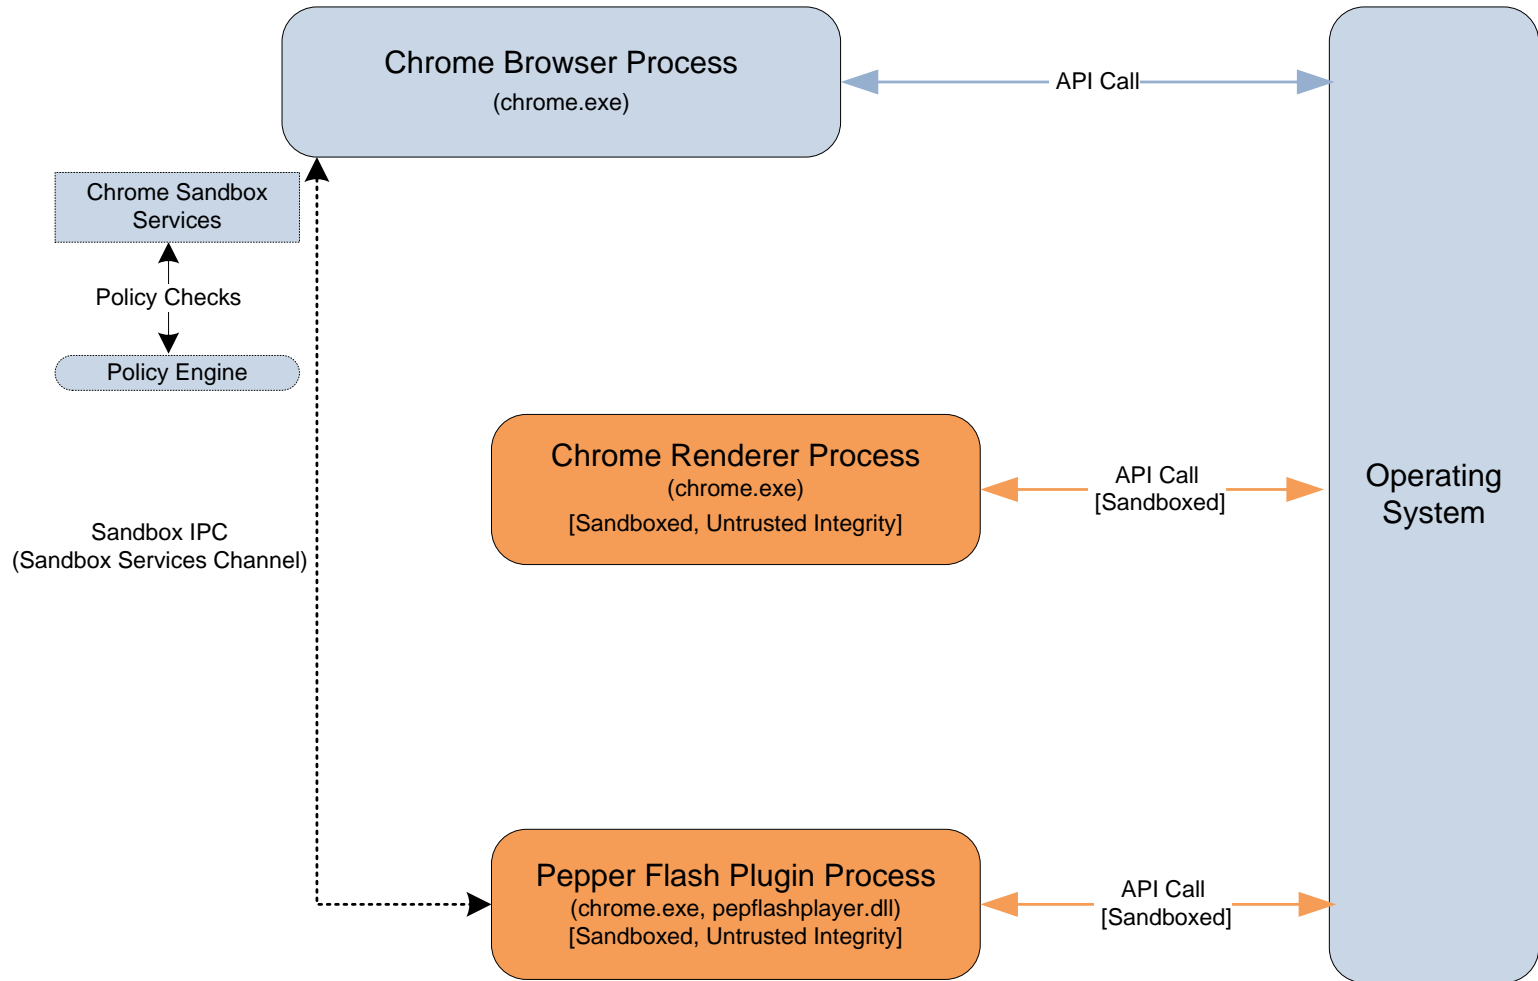 Chrome Browser Process
(chrome.exe)
API Call
Chrome Sandbox
Services
Policy Checks
Policy Engine
Chrome Renderer Process
(chrome.exe)
[Sandboxed, Untrusted Integrity]
API Call
[Sandboxed]
Operating
System
Sandbox IPC
(Sandbox Services Channel)
Pepper Flash Plugin Process
(chrome.exe, pepflashplayer.dll)
[Sandboxed, Untrusted Integrity]
API Call
[Sandboxed]